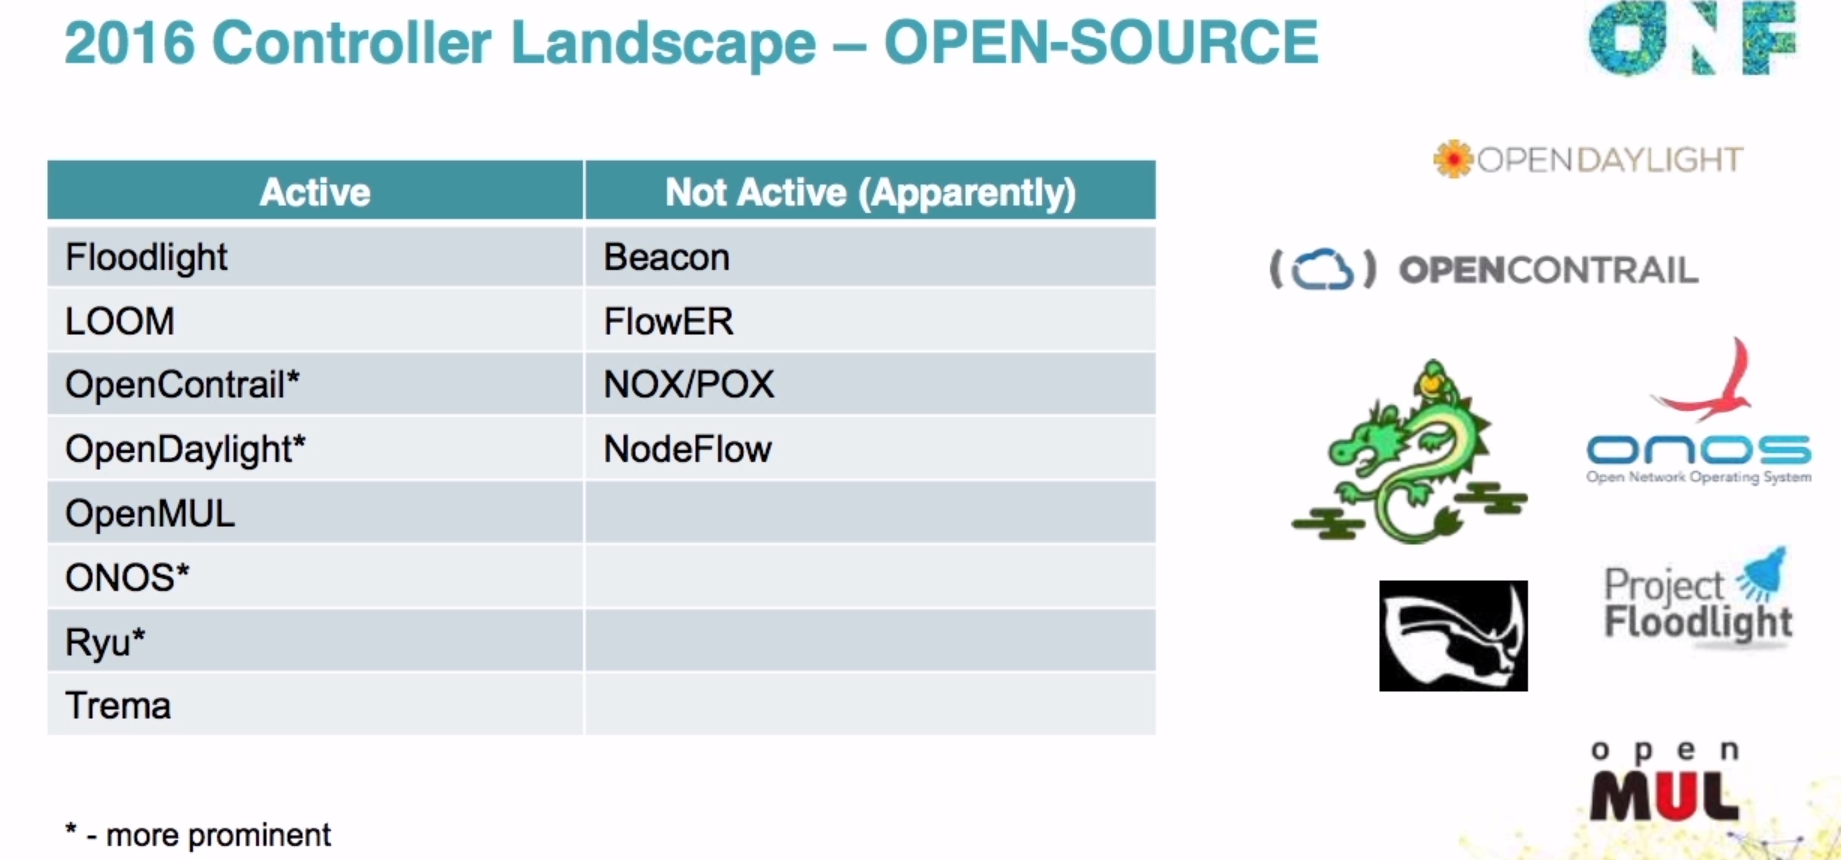 2016 Controller Landscape – OPEN-SOURCE
ONF
Active
Not Active (Apparently)
Floodlight
Beacon
LOOM
FlowER
OpenContrail*
NOX/POX
OpenDaylight*
NodeFlow
OpenMUL
ONOS*
Ryu*
Trema
* - more prominent
OPENDAYLIGHT
OPENCONTRAIL
onos
Open Network Operating System
Project
Floodlight
open
MUL